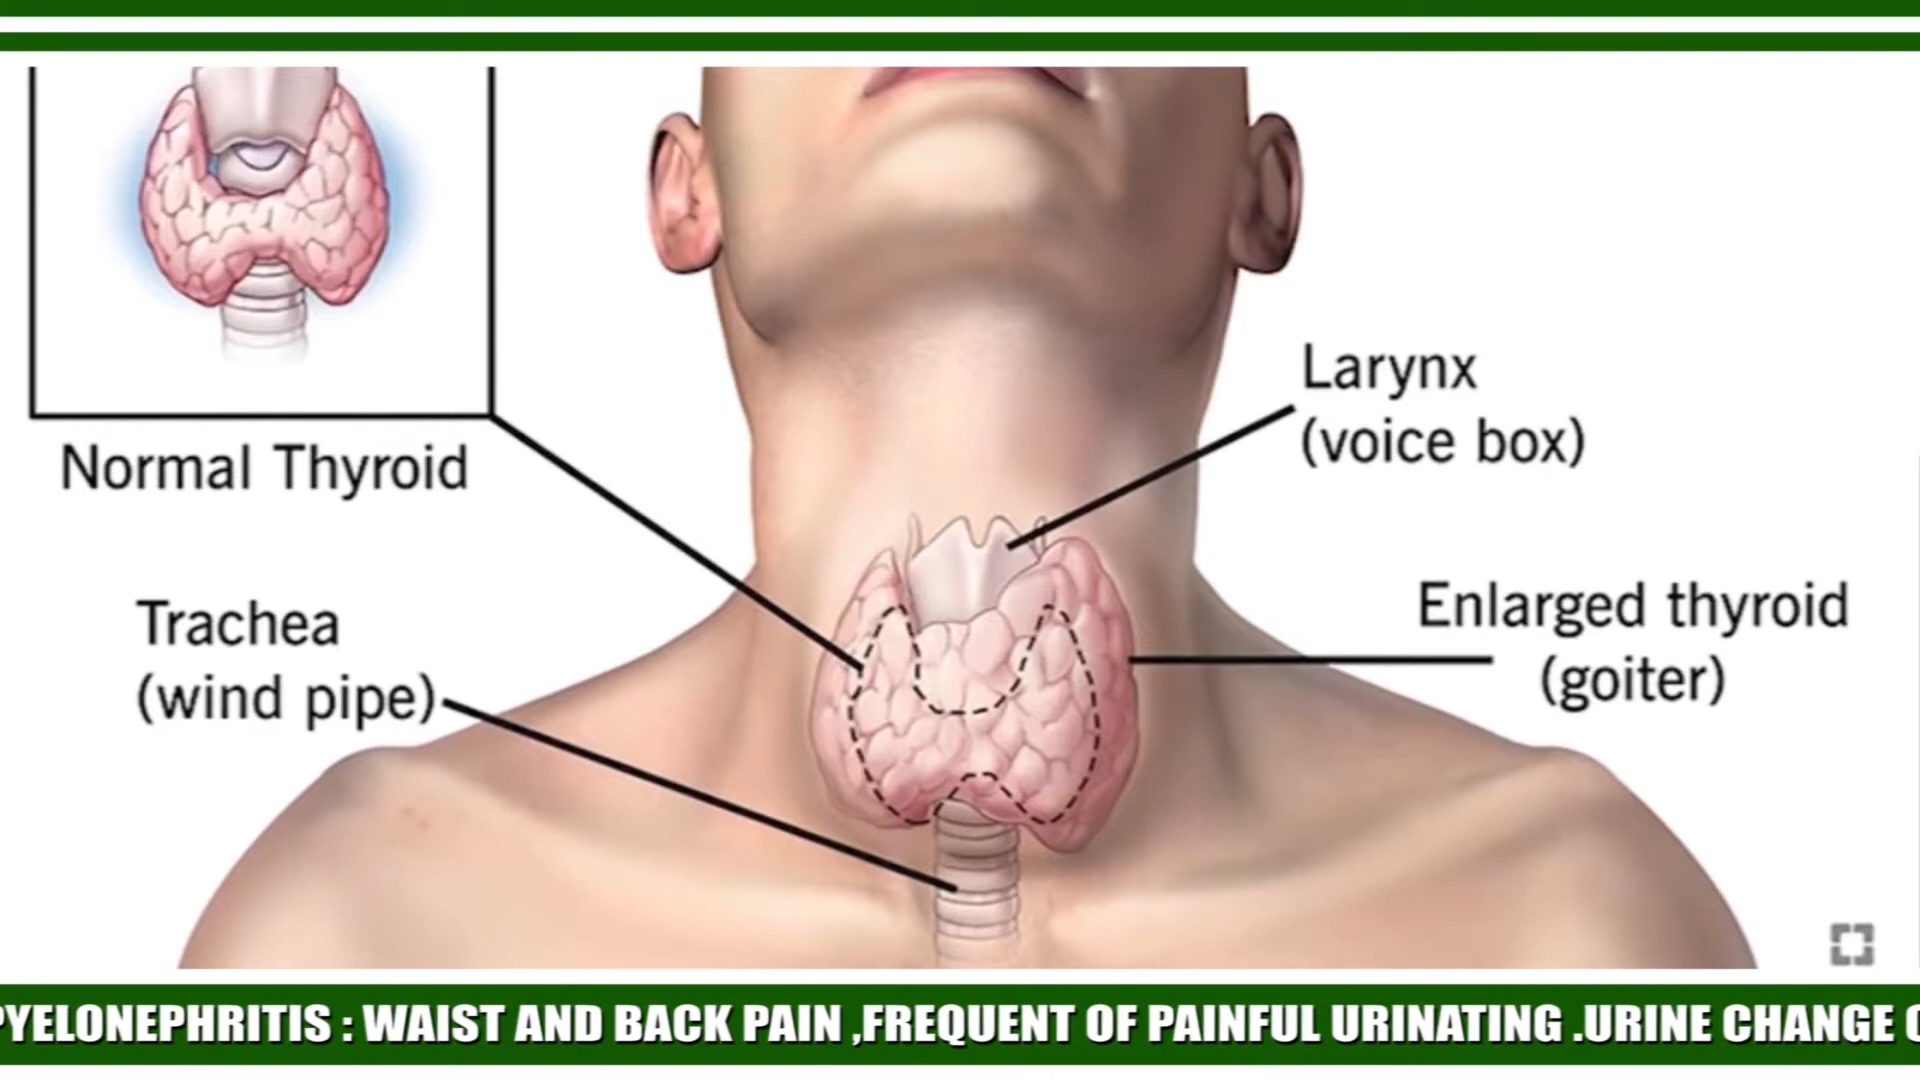 Normal Thyroid
Larynx
(voice box)
Trachea
(wind pipe)
Enlarged thyroid
(goiter)
PYELONEPHRITIS : WAIST AND BACK PAIN ,FREQUENT OF PAINFUL URINATING .URINE CHANGE